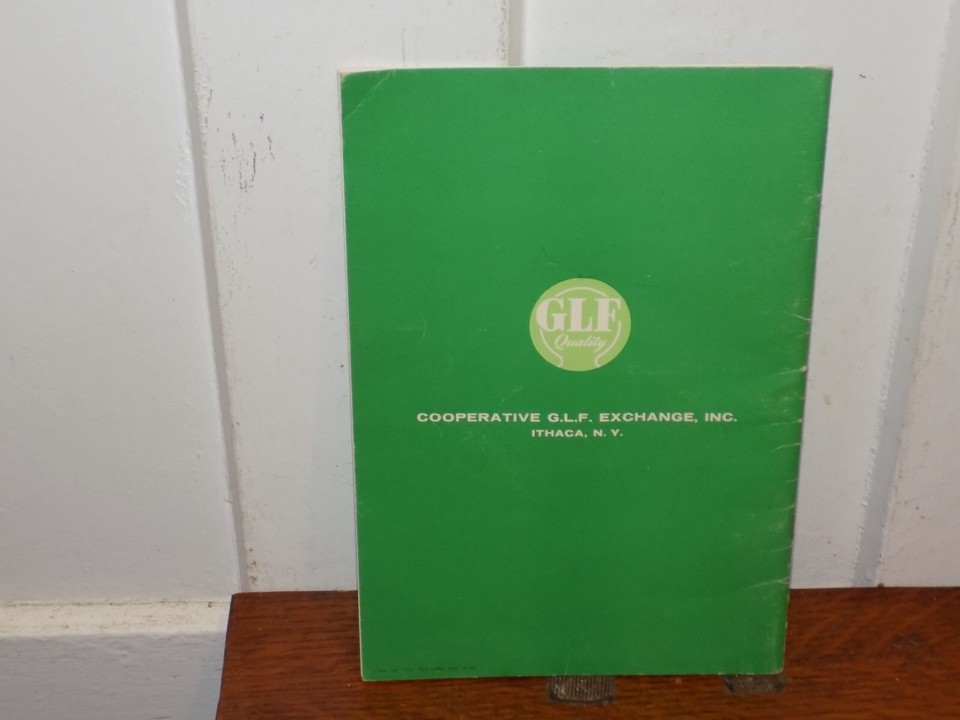 GLF
Quality
COOPERATIVE G.L.F. EXCHANGE, INC.
ITHACA, N. Y.